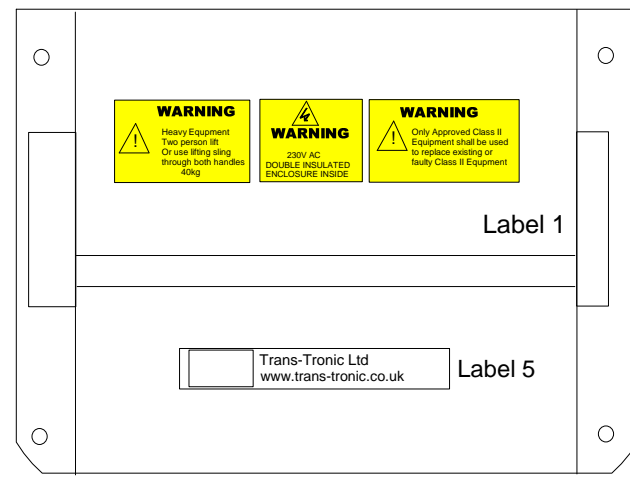 WARNING
Heavy Equpment
Two person lift
Or use lifting sling
through both handles
40kg
WARNING
230V AC
DOUBLE INSULATED
ENCLOSURE INSIDE
WARNING
Only Approved Class II
Equipment shall be used
to replace existing or
faulty Class II Equpment
Label 1
Trans-Tronic Ltd
www.trans-tronic.co.uk
Label 5